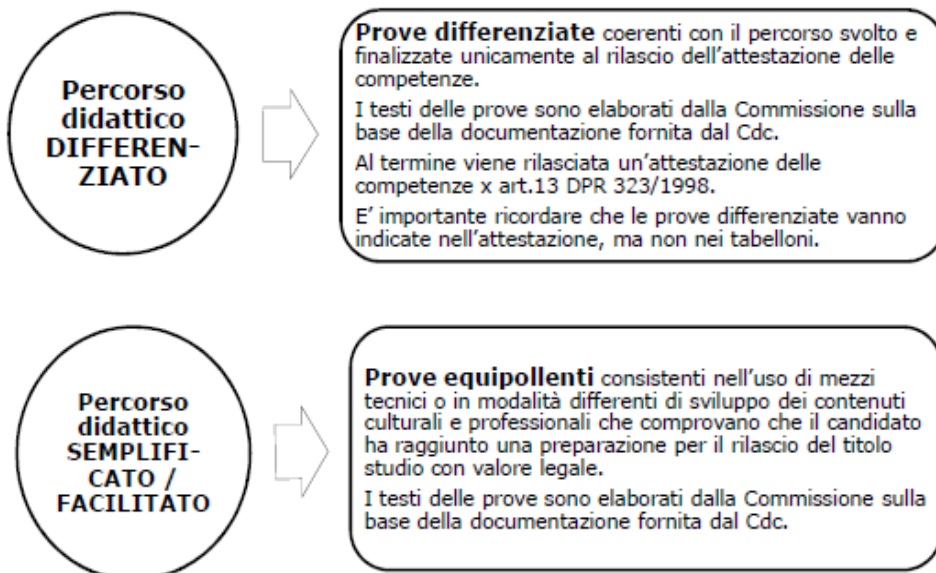 Percorso
didattico
DIFFEREN-
ZIATO
Prove differenziate coerenti con il percorso svolto e
finalizzate unicamente al rilascio dell'attestazione delle
competenze.
I testi delle prove sono elaborati dalla Commissione sulla
base della documentazione fornita dal Cdc.
Al termine viene rilasciata un'attestazione delle
competenze x art.13 DPR 323/1998.
E' importante ricordare che le prove differenziate vanno
indicate nell'attestazione, ma non nei tabelloni.
Percorso
didattico
SEMPLIFI-
CATO /
FACILITATO
Prove equipollenti consistenti nell'uso di mezzi
tecnici o in modalità differenti di sviluppo dei contenuti
culturali e professionali che comprovano che il candidato
ha raggiunto una preparazione per il rilascio del titolo
studio con valore legale.
I testi delle prove sono elaborati dalla Commissione sulla
base della documentazione fornita dal Cdc.